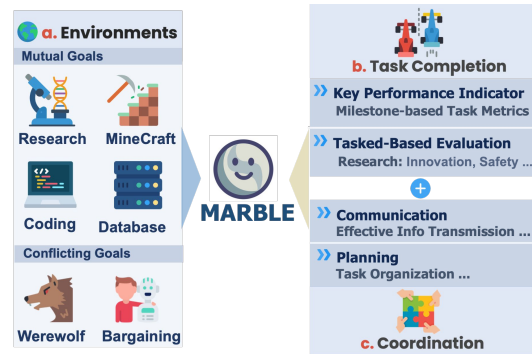 a. Environments
Mutual Goals
Research
MineCraft
Coding
Database
Conflicting Goals
Werewolf
Bargaining
MARBLE
b. Task Completion
Key Performance Indicator
Milestone-based Task Metrics
Tasked-Based Evaluation
Research: Innovation, Safety ...
Communication
Effective Info Transmission ...
Planning
Task Organization ...
c. Coordination